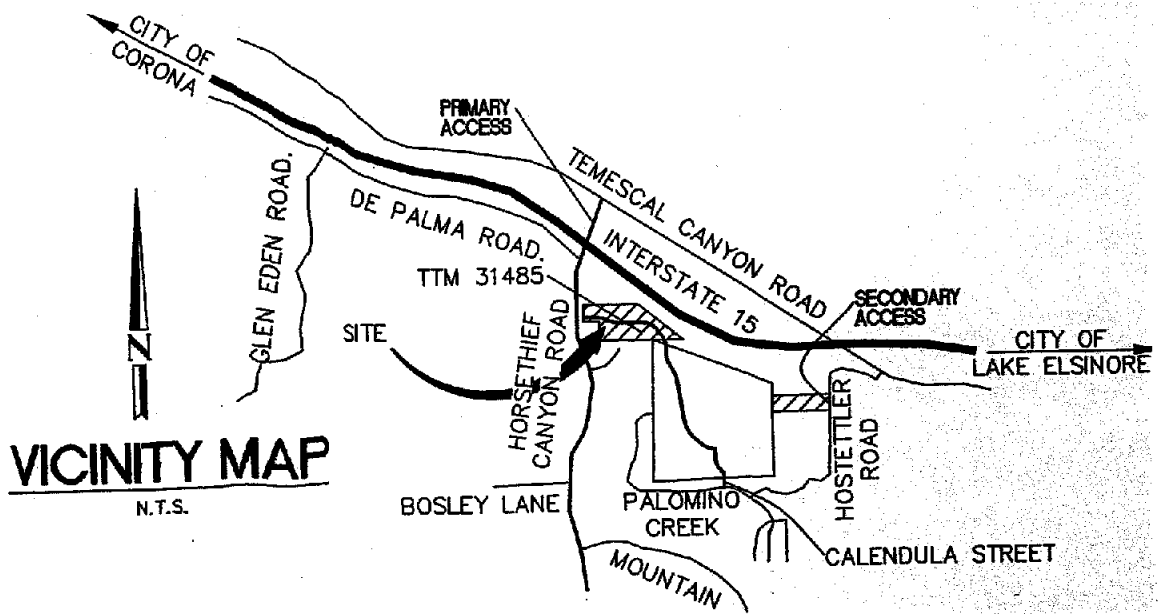 CITY OF
CORONA
PRIMARY
ACCESS
TEMESCAL CANYON ROAD
GLEN EDEN ROAD.
DE PALMA ROAD.
INTERSTATE 15
TTM 31485
SECONDARY
ACCESS
SITE
HORSETHIEF
CANYON ROAD
CITY OF
LAKE ELSINORE
N
HOSTETTLER
ROAD
VICINITY MAP
N.T.S.
BOSLEY LANE
PALOMINO
CREEK
CALENDULA STREET
MOUNTAIN